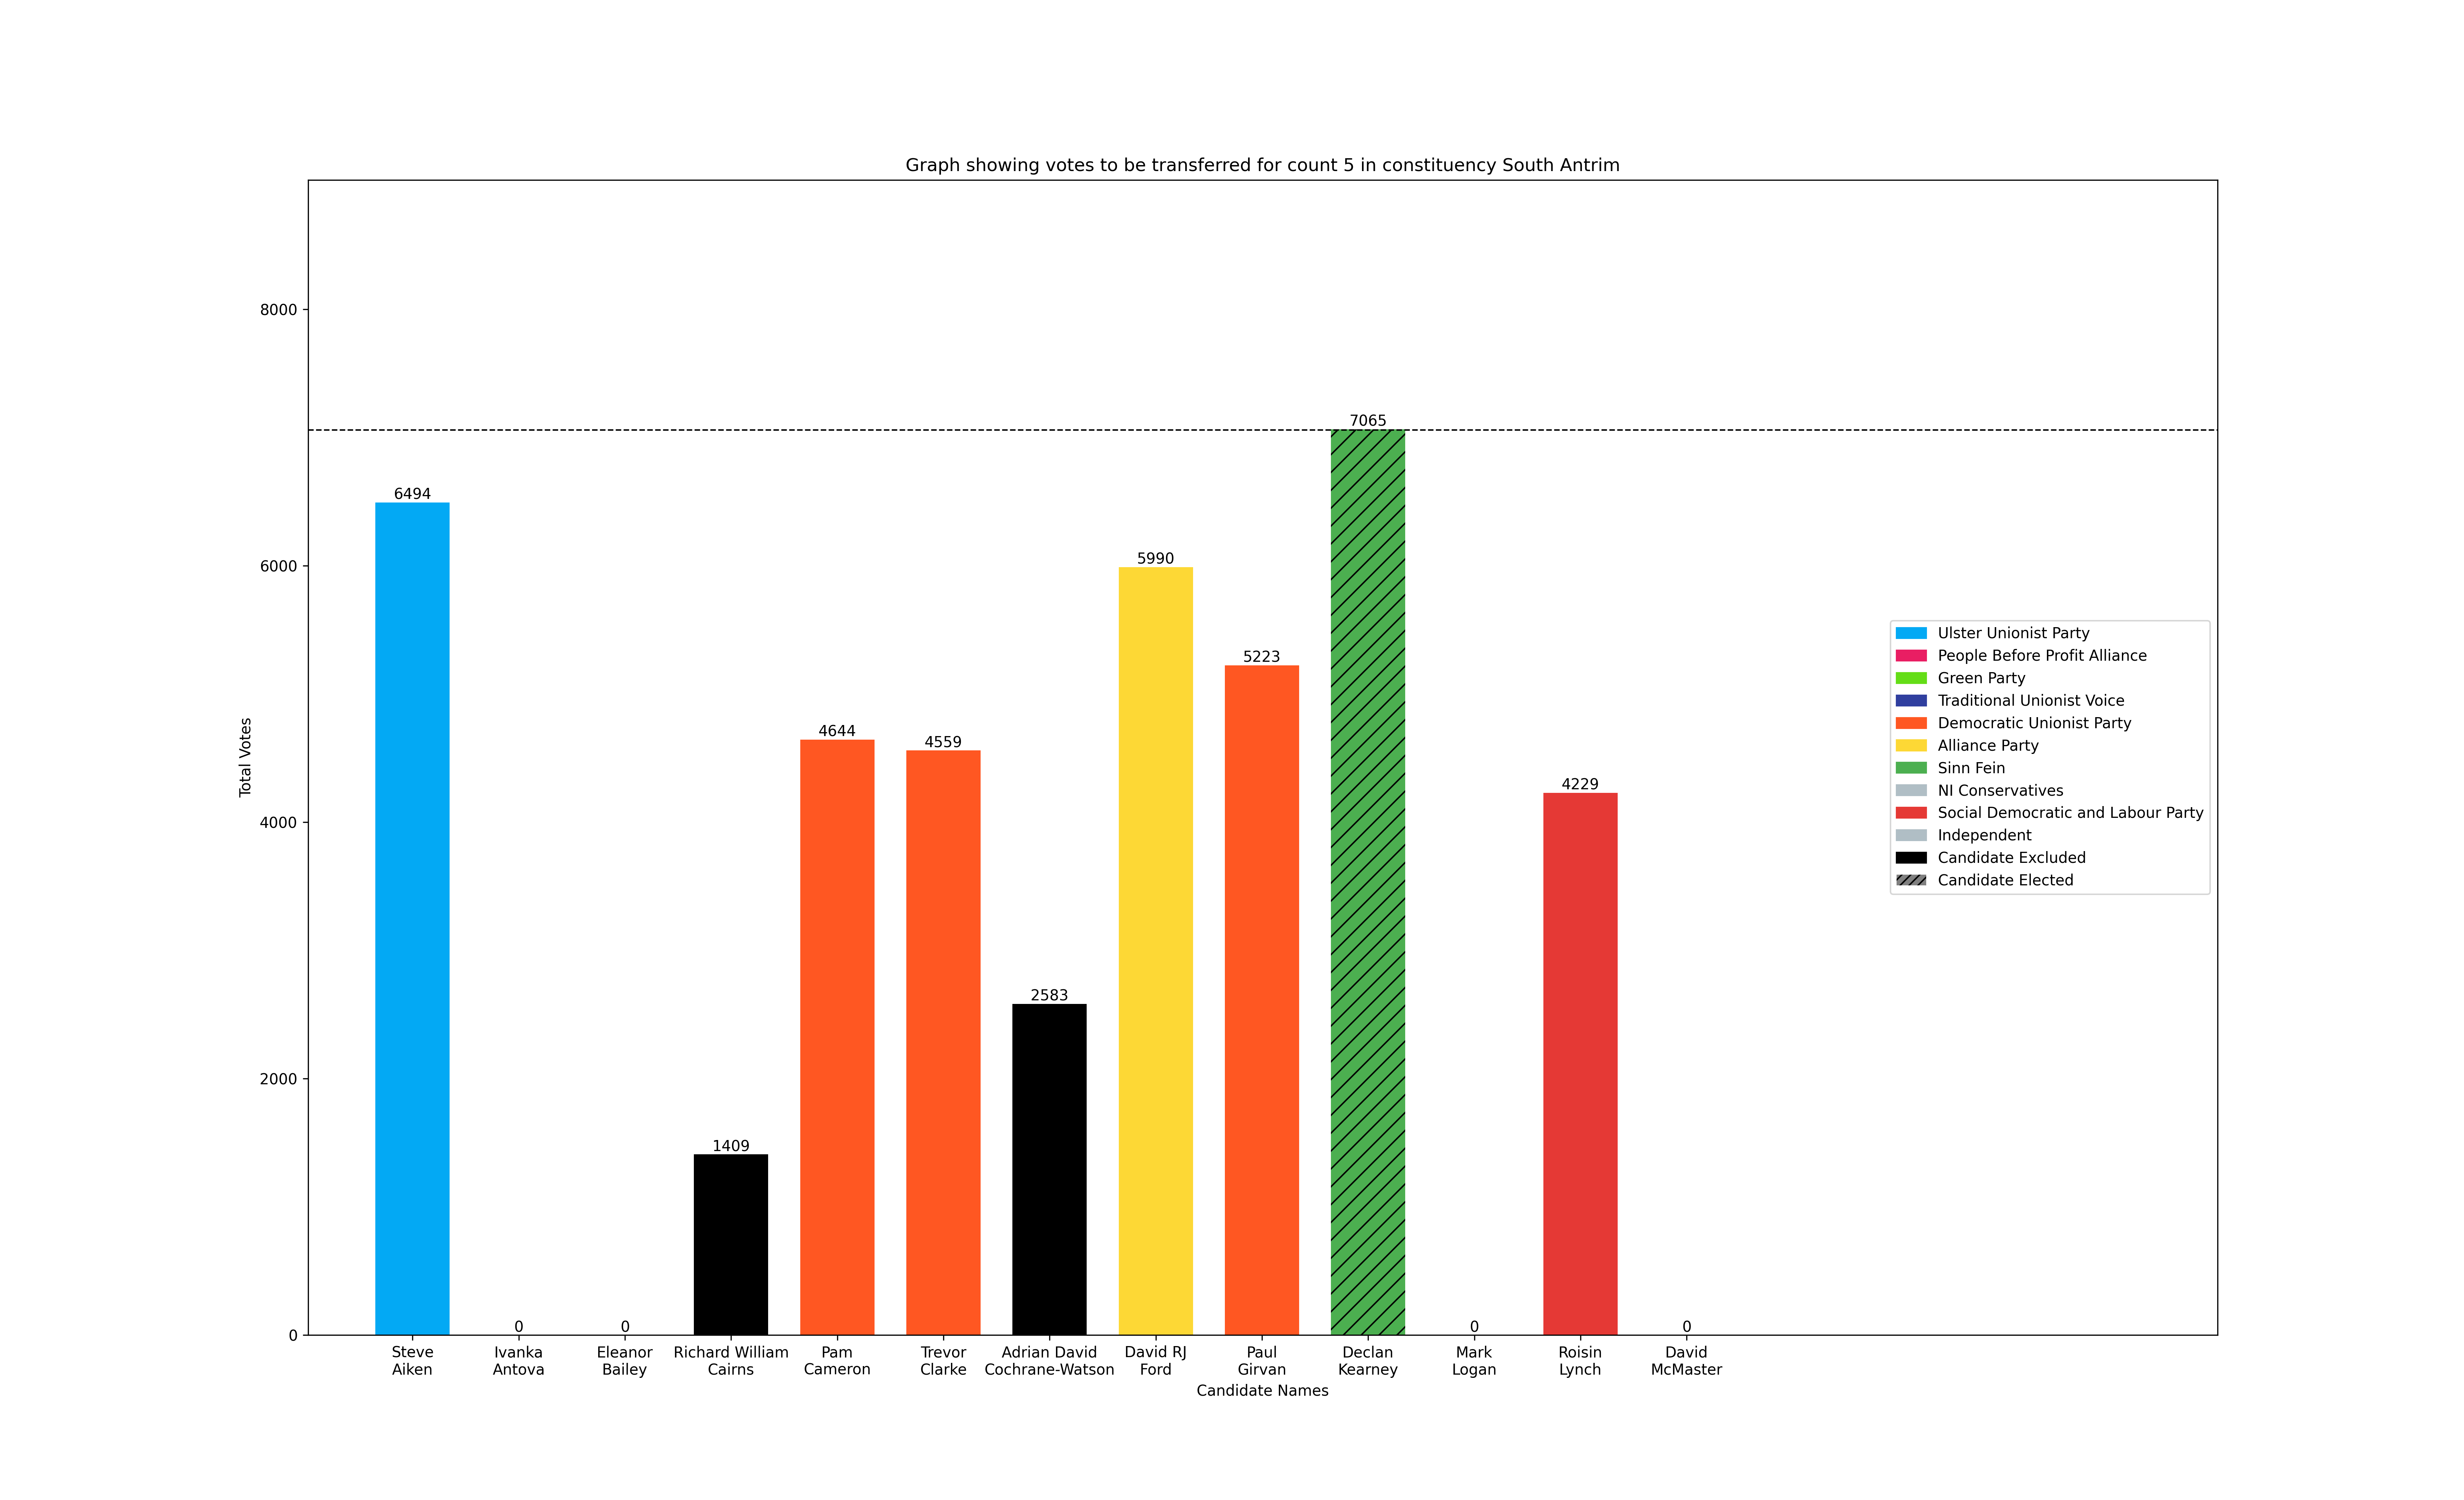 Graph showing votes to be transferred for count 5 in constituency South Antrim
Total Votes
8000
6000
4000
2000
0
6494
0
0
1409
4644
4559
2583
5990
5223
7065
0
4229
0
Steve
Aiken
Ivanka
Antova
Eleanor
Bailey
Richard William
Cairns
Pam
Cameron
Trevor
Clarke
Adrian David
Cochrane-Watson
David RJ
Ford
Paul
Girvan
Declan
Kearney
Mark
Logan
Roisin
Lynch
David
McMaster
Candidate Names
Ulster Unionist Party
People Before Profit Alliance
Green Party
Traditional Unionist Voice
Democratic Unionist Party
Alliance Party
Sinn Fein
NI Conservatives
Social Democratic and Labour Party
Independent
Candidate Excluded
Candidate Elected